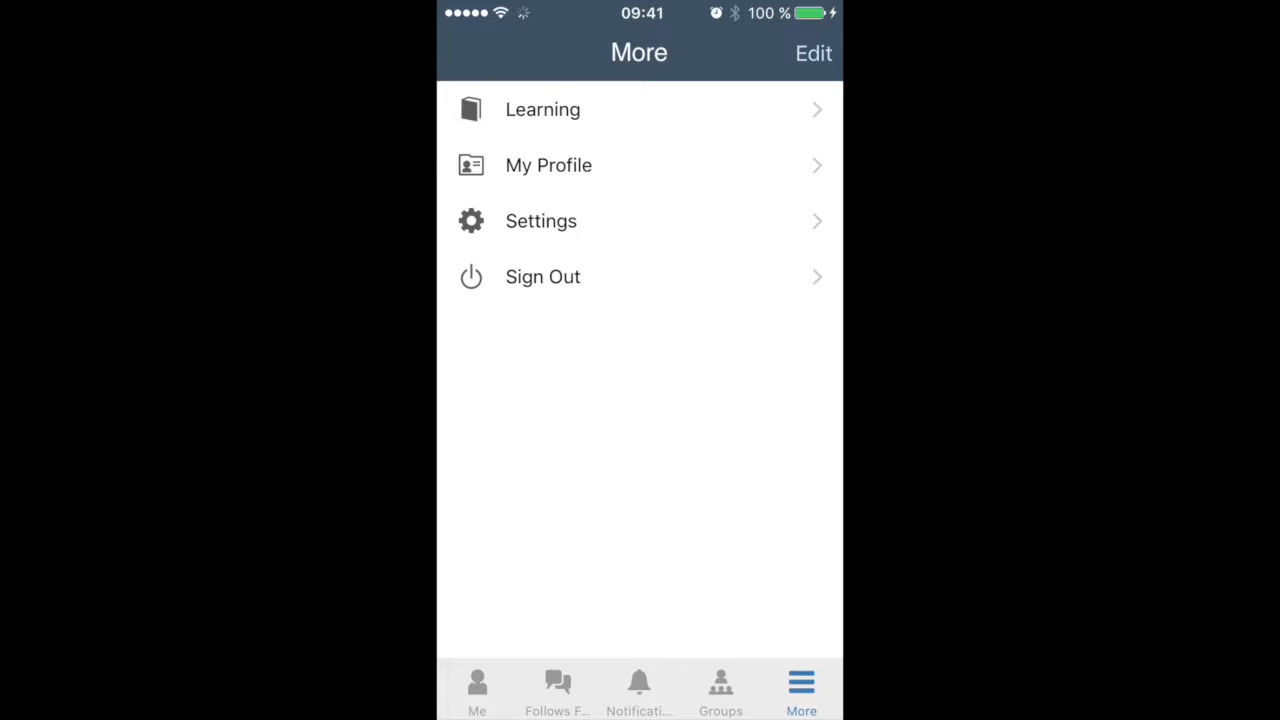 09:41 100 %
More Edit
Learning
My Profile
Settings
Sign Out
Me Follows F... Notificati... Groups More